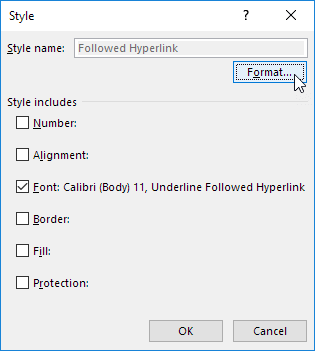 Style
?
Style name: Followed Hyperlink
Format...
Style includes
Number:
Alignment:
Font: Calibri (Body) 11, Underline Followed Hyperlink
Border:
Fill:
Protection:
OK Cancel